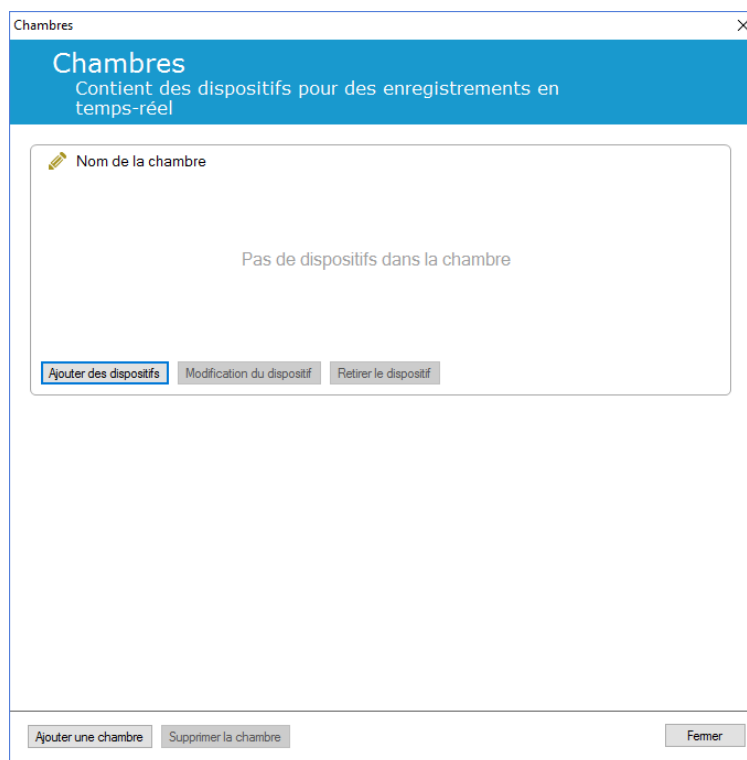 Chambres
Chambres
Contient des dispositifs pour des enregistrements en
temps-réel
Nom de la chambre
Pas de dispositifs dans la chambre
Ajouter des dispositifs Modification du dispositif Retirer le dispositif
Ajouter une chambre Supprimer la chambre Fermer